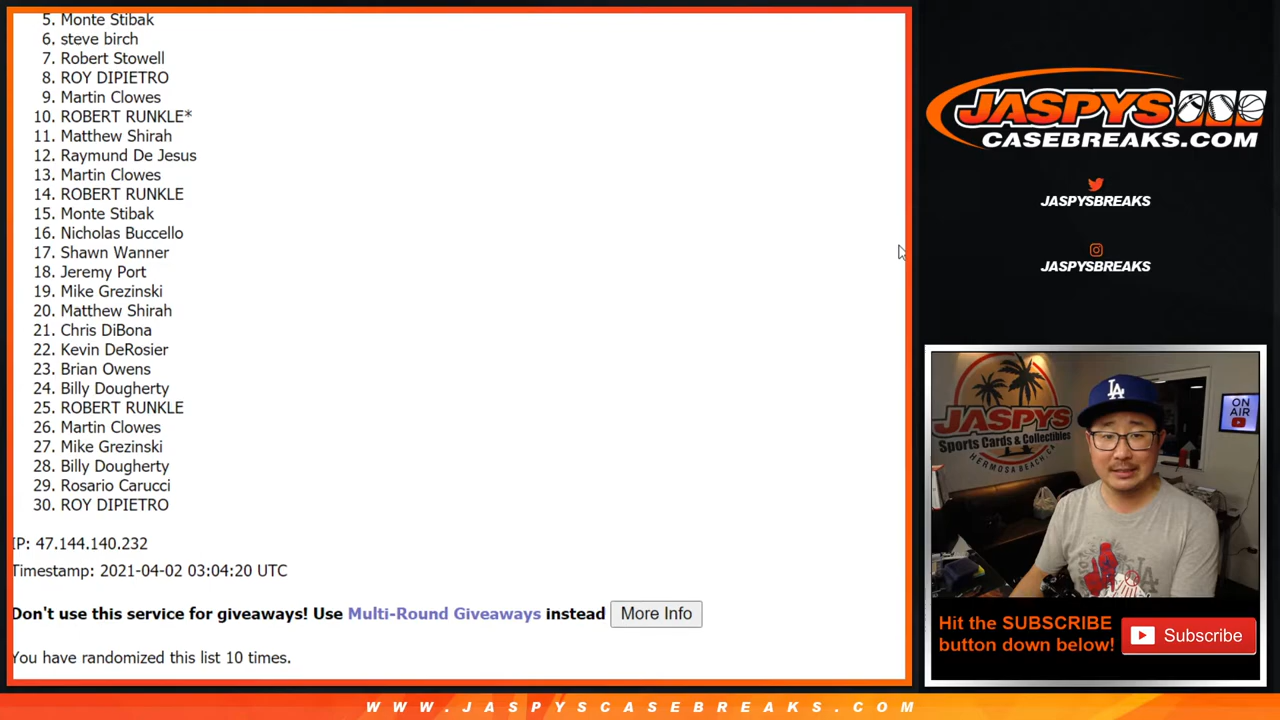 5. Monte Stibak
6. steve birch
7. Robert Stowell
8. ROY DIPIETRO
9. Martin Clowes
10. ROBERT RUNKLE*
11. Matthew Shirah
12. Raymund De Jesus
13. Martin Clowes
14. ROBERT RUNKLE
15. Monte Stibak
16. Nicholas Buccello
17. Shawn Wanner
18. Jeremy Port
19. Mike Grezinski
20. Matthew Shirah
21. Chris DiBona
22. Kevin DeRosier
23. Brian Owens
24. Billy Dougherty
25. ROBERT RUNKLE
26. Martin Clowes
27. Mike Grezinski
28. Billy Dougherty
29. Rosario Carucci
30. ROY DIPIETRO
IP: 47.144.140.232
Timestamp: 2021-04-02 03:04:20 UTC
Don't use this service for giveaways! Use Multi-Round Giveaways instead More Info
You have randomized this list 10 times.
JASPYS
CASEBREAKS.COM
JASPYSBREAKS
JASPYSBREAKS
JASPYS
Sports Cards & Collectibles
HERMOSA BEACH, CA
LA
ON
AIR
LA
Hit the SUBSCRIBE
button down below!
Subscribe
WWW.JASPYSCASEBREAKS.COM